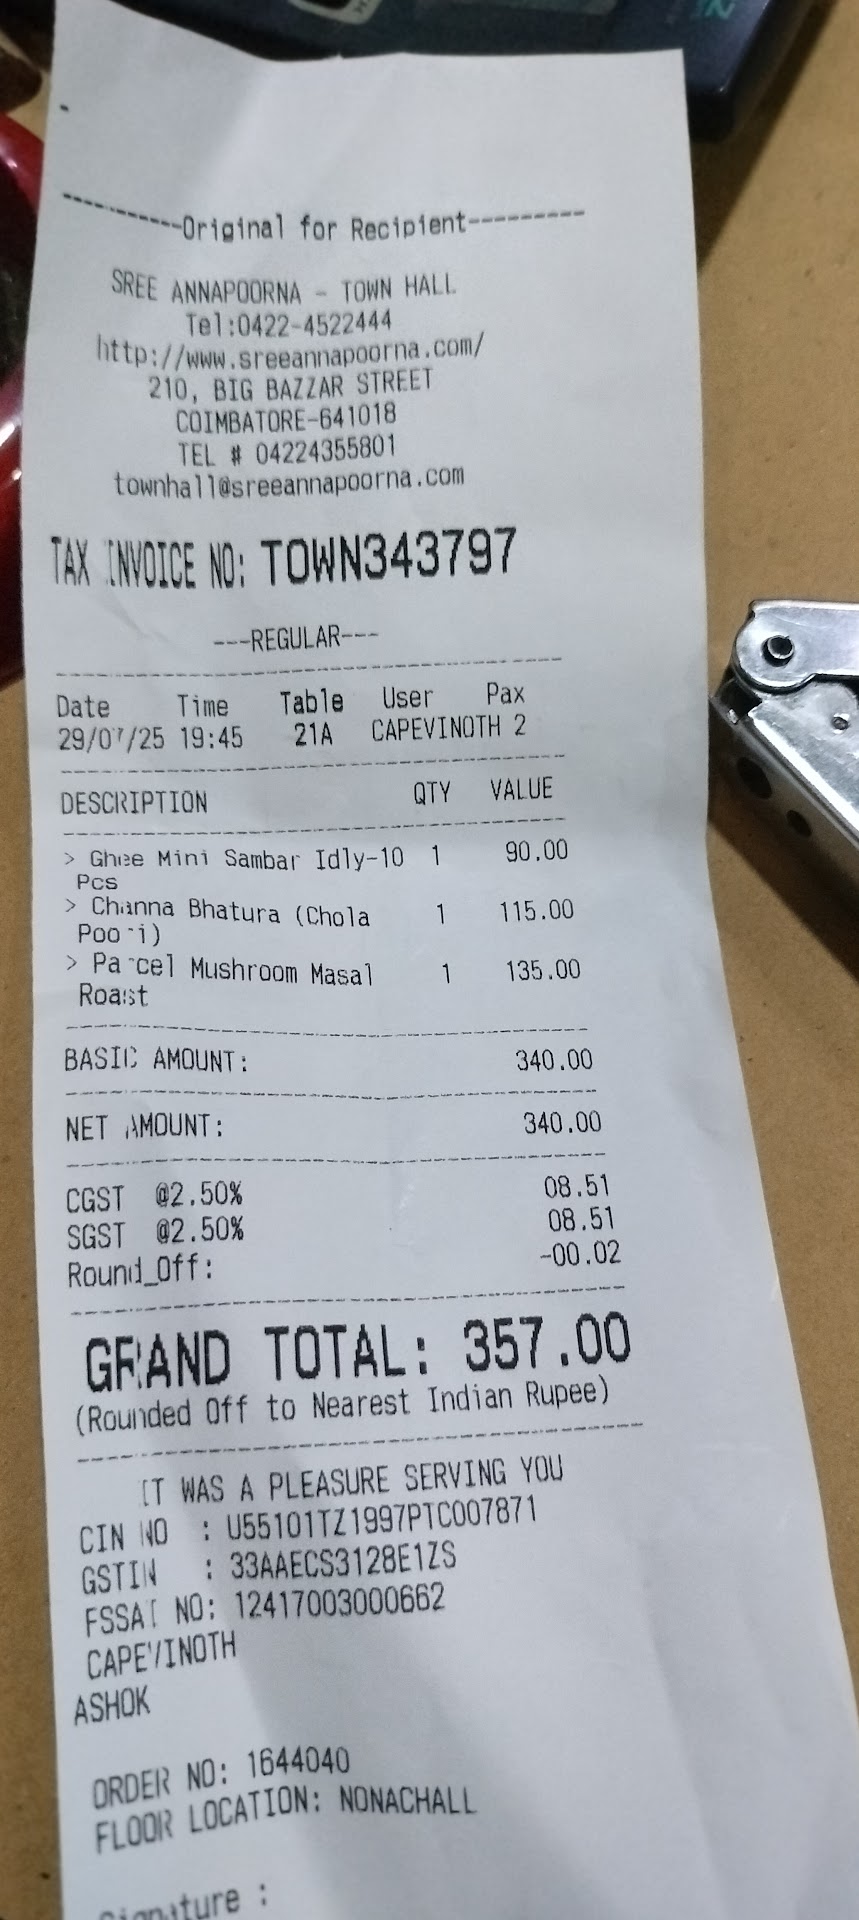 ---------Original for Recipient---------
SREE ANNAPOORNA - TOWN HALL
Tel:0422-4522444
http://www.sreeannapoorna.com/
210, BIG BAZZAR STREET
COIMBATORE-641018
TEL # 04224355801
townhall@sreeannapoorna.com
TAX INVOICE NO: TOWN343797
---REGULAR---
Date Time Table User Pax
29/07/25 19:45 21A CAPEVINOTH 2
DESCRIPTION QTY VALUE
> Ghee Mini Sambar Idly-10 1 90.00
Pcs
> Channa Bhatura (Chola 1 115.00
Poori)
> Parcel Mushroom Masal 1 135.00
Roast
BASIC AMOUNT: 340.00
NET AMOUNT: 340.00
CGST @2.50% 08.51
SGST @2.50% 08.51
Round_Off: -00.02
GRAND TOTAL: 357.00
(Rounded Off to Nearest Indian Rupee)
IT WAS A PLEASURE SERVING YOU
CIN NO : U55101TZ1997PTC007871
GSTIN : 33AAECS3128E1ZS
FSSAI NO: 12417003000662
CAPEVINOTH
ASHOK
ORDER NO: 1644040
FLOOR LOCATION: NONACHALL
Signature :